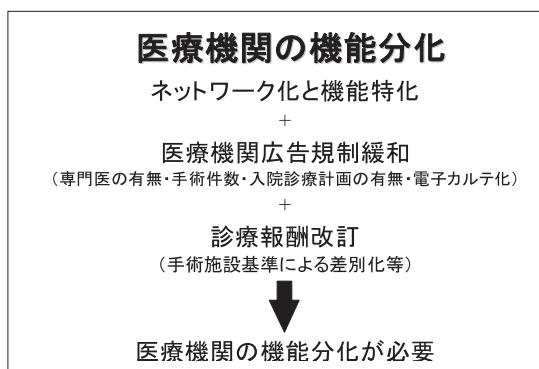 医療機関の機能分化
ネットワーク化と機能特化
+
医療機関広告規制緩和
(専門医の有無・手術件数・入院診療計画の有無・電子カルテ化)
+
診療報酬改訂
(手術施設基準による差別化等)
医療機関の機能分化が必要